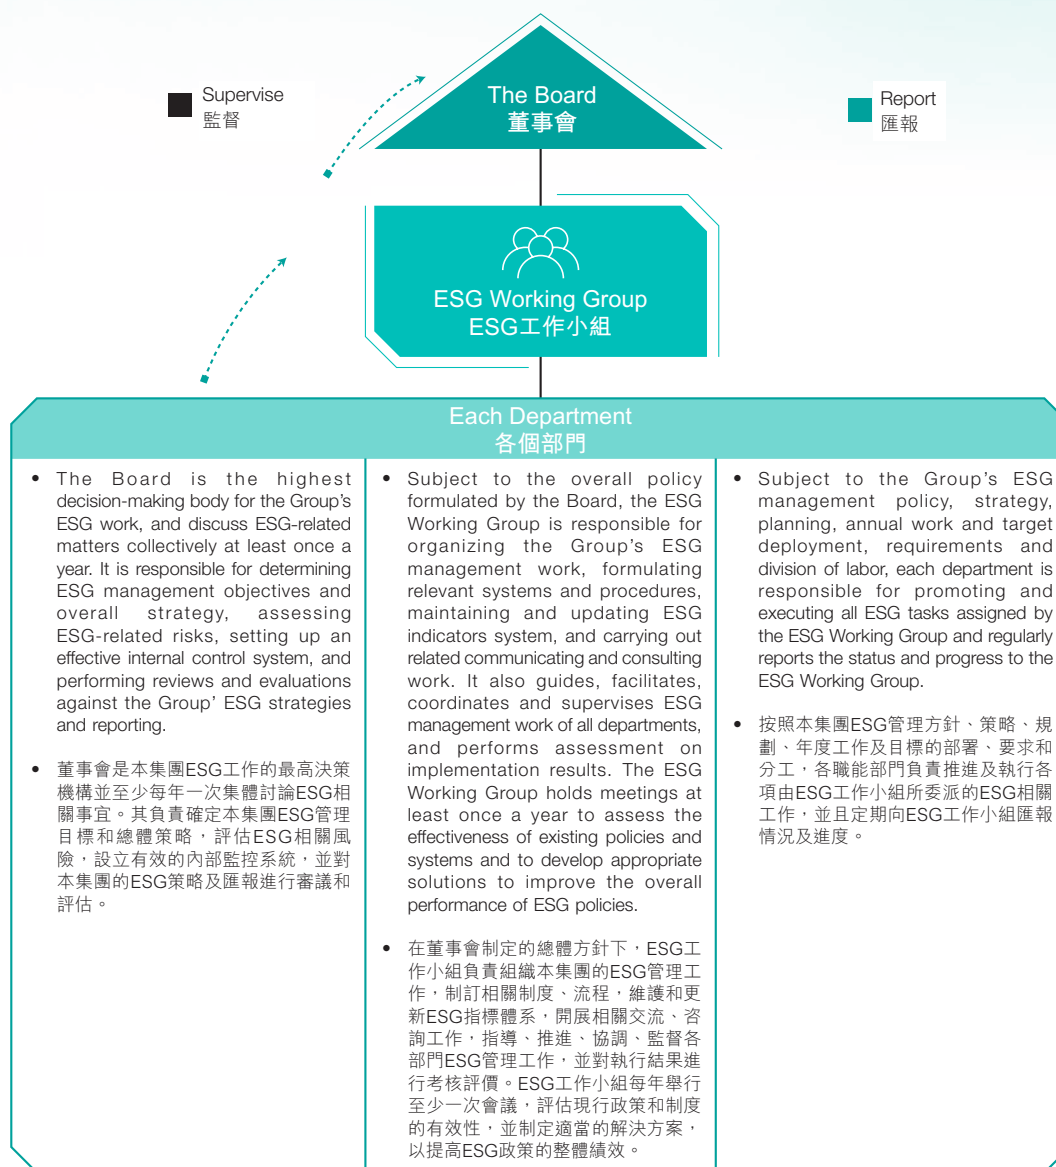 Supervise
監督
The Board
董事會
Report
匯報
ESG Working Group
ESG工作小組
Each Department
各個部門
• The Board is the highest
decision-making body for the Group's
ESG work, and discuss ESG-related
matters collectively at least once a
year. It is responsible for determining
ESG management objectives and
overall strategy, assessing
ESG-related risks, setting up an
effective internal control system, and
performing reviews and evaluations
against the Group' ESG strategies
and reporting.
• 董事會是本集團ESG工作的最高決策
機構並至少每年一次集體討論ESG相
關事宜。其負責確定本集團ESG管理
目標和總體策略，評估ESG相關風
險，設立有效的內部監控系統，並對
本集團的ESG策略及匯報進行審議和
評估。
• Subject to the overall policy
formulated by the Board, the ESG
Working Group is responsible for
organizing the Group's ESG
management work, formulating
relevant systems and procedures,
maintaining and updating ESG
indicators system, and carrying out
related communicating and consulting
work. It also guides, facilitates,
coordinates and supervises ESG
management work of all departments,
and performs assessment on
implementation results. The ESG
Working Group holds meetings at
least once a year to assess the
effectiveness of existing policies and
systems and to develop appropriate
solutions to improve the overall
performance of ESG policies.
• 在董事會制定的總體方針下，ESG工
作小組負責組織本集團的ESG管理工
作，制訂相關制度、流程，維護和更
新ESG指標體系，開展相關交流、咨
詢工作，指導、推進、協調、監督各
部門ESG管理工作，並對執行結果進
行考核評價。ESG工作小組每年舉行
至少一次會議，評估現行政策和制度
的有效性，並制定適當的解決方案，
以提高ESG政策的整體績效。
• Subject to the Group's ESG
management policy, strategy,
planning, annual work and target
deployment, requirements and
division of labor, each department is
responsible for promoting and
executing all ESG tasks assigned by
the ESG Working Group and regularly
reports the status and progress to the
ESG Working Group.
• 按照本集團ESG管理方針、策略、規
劃、年度工作及目標的部署、要求和
分工，各職能部門負責推進及執行各
項由ESG工作小組所委派的ESG相關
工作，並且定期向ESG工作小組匯報
情況及進度。